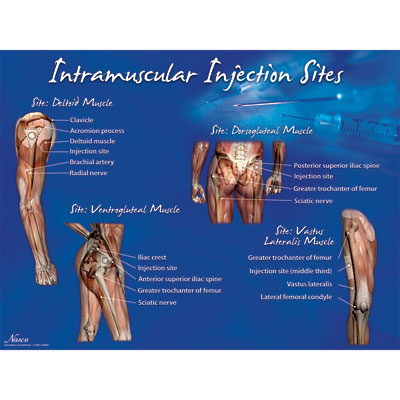 Intramuscular Injection Sites
Site: Deltoid Muscle
Clavicle
Acromion process
Deltoid muscle
Injection site
Brachial artery
Radial nerve
Site: Dorsogluteal Muscle
Posterior superior iliac spine
Injection site
Greater trochanter of femur
Sciatic nerve
Site: Ventrogluteal Muscle
Iliac crest
Injection site
Anterior superior iliac spine
Greater trochanter of femur
Sciatic nerve
Site: Vastus
Lateralis Muscle
Greater trochanter of femur
Injection site (middle third)
Vastus lateralis
Lateral femoral condyle
Nasco